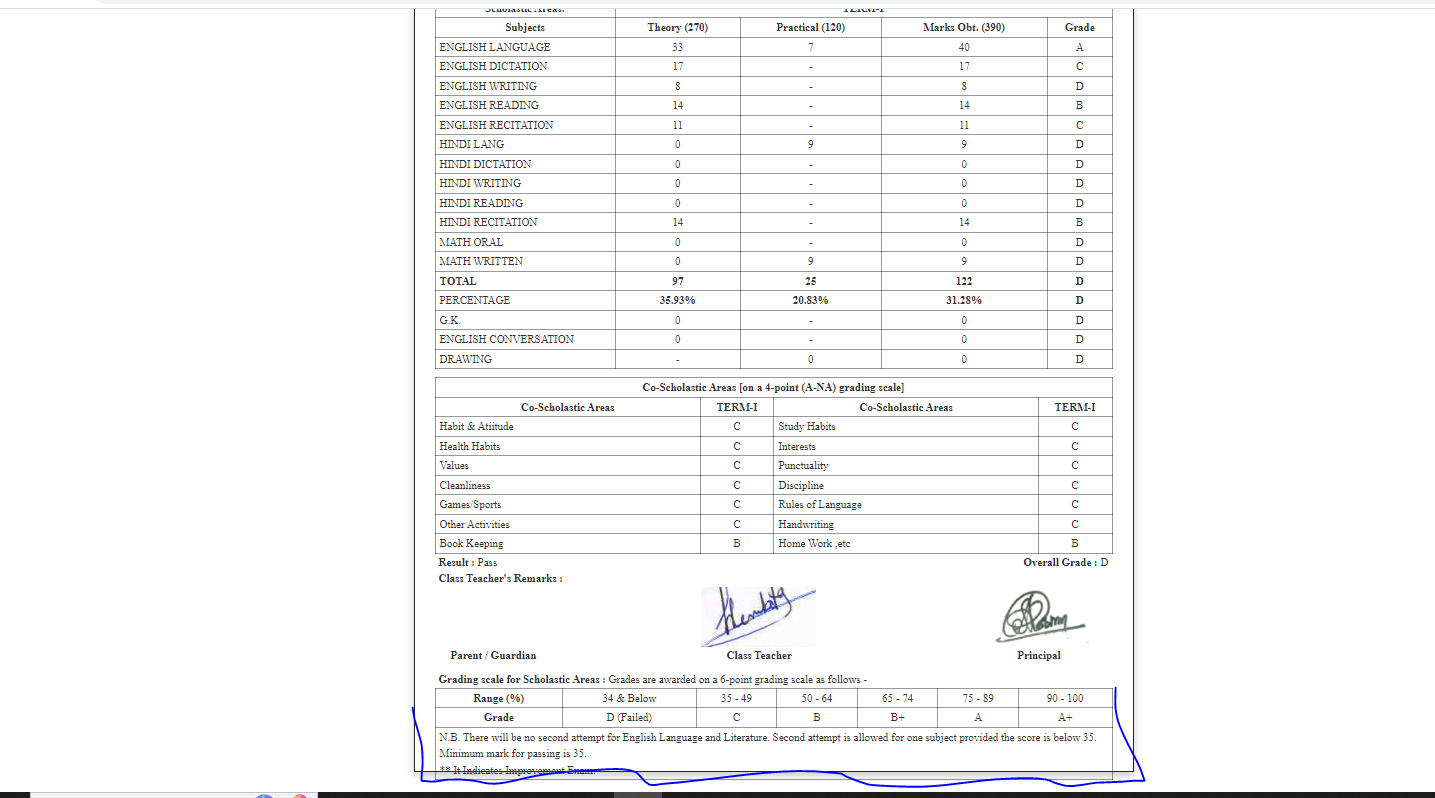 Scholastic Areas: TERM-I
Subjects Theory (270) Practical (120) Marks Obt. (390) Grade
ENGLISH LANGUAGE 33 7 40 A
ENGLISH DICTATION 17 - 17 C
ENGLISH WRITING 8 - 8 D
ENGLISH READING 14 - 14 B
ENGLISH RECITATION 11 - 11 C
HINDI LANG 0 9 9 D
HINDI DICTATION 0 - 0 D
HINDI WRITING 0 - 0 D
HINDI READING 0 - 0 D
HINDI RECITATION 14 - 14 B
MATH ORAL 0 - 0 D
MATH WRITTEN 0 9 9 D
TOTAL 97 25 122 D
PERCENTAGE 35.93% 20.83% 31.28% D
G.K. 0 - 0 D
ENGLISH CONVERSATION 0 - 0 D
DRAWING - 0 0 D
Co-Scholastic Areas [on a 4-point (A-NA) grading scale]
Co-Scholastic Areas TERM-I Co-Scholastic Areas TERM-I
Habit & Atiitude C Study Habits C
Health Habits C Interests C
Values C Punctuality C
Cleanliness C Discipline C
Games/Sports C Rules of Language C
Other Activities C Handwriting C
Book Keeping B Home Work ,etc B
Result : Pass Overall Grade : D
Class Teacher's Remarks :
Parent / Guardian Class Teacher Principal
Grading scale for Scholastic Areas : Grades are awarded on a 6-point grading scale as follows -
Range (%) 34 & Below 35 - 49 50 - 64 65 - 74 75 - 89 90 - 100
Grade D (Failed) C B B+ A A+
N.B. There will be no second attempt for English Language and Literature. Second attempt is allowed for one subject provided the score is below 35.
Minimum mark for passing is 35.
** It Indicates Improvement Exam.